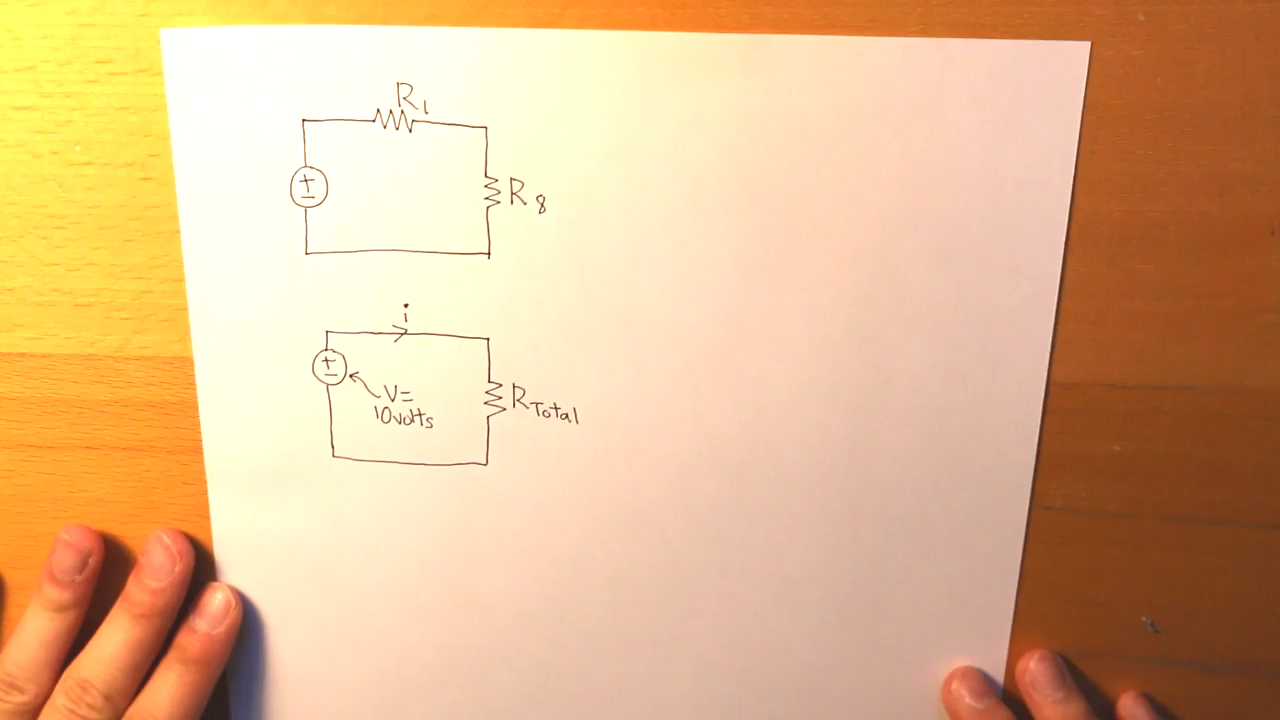 R1
+
-
R8
i
+
-
V=
10volts
RTotal